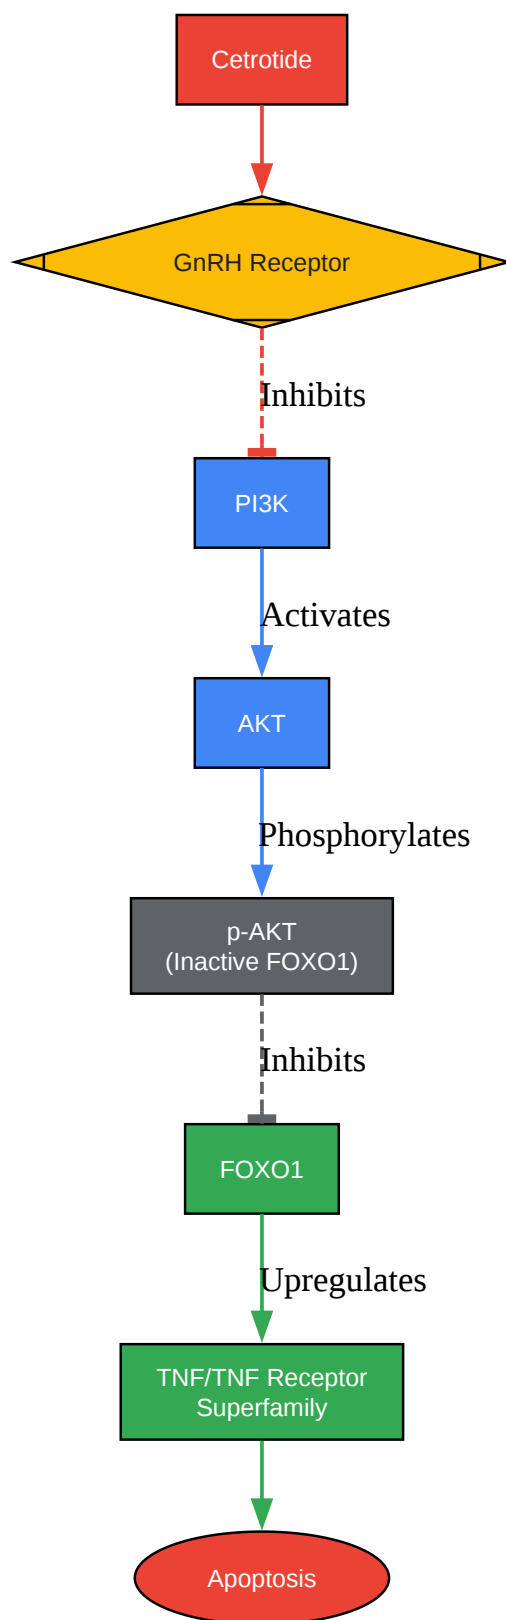 Cetrotide
GnRH Receptor
Inhibits
PI3K
Activates
AKT
Phosphorylates
p-AKT
(Inactive FOXO1)
Inhibits
FOXO1
Upregulates
TNF/TNF Receptor
Superfamily
Apoptosis